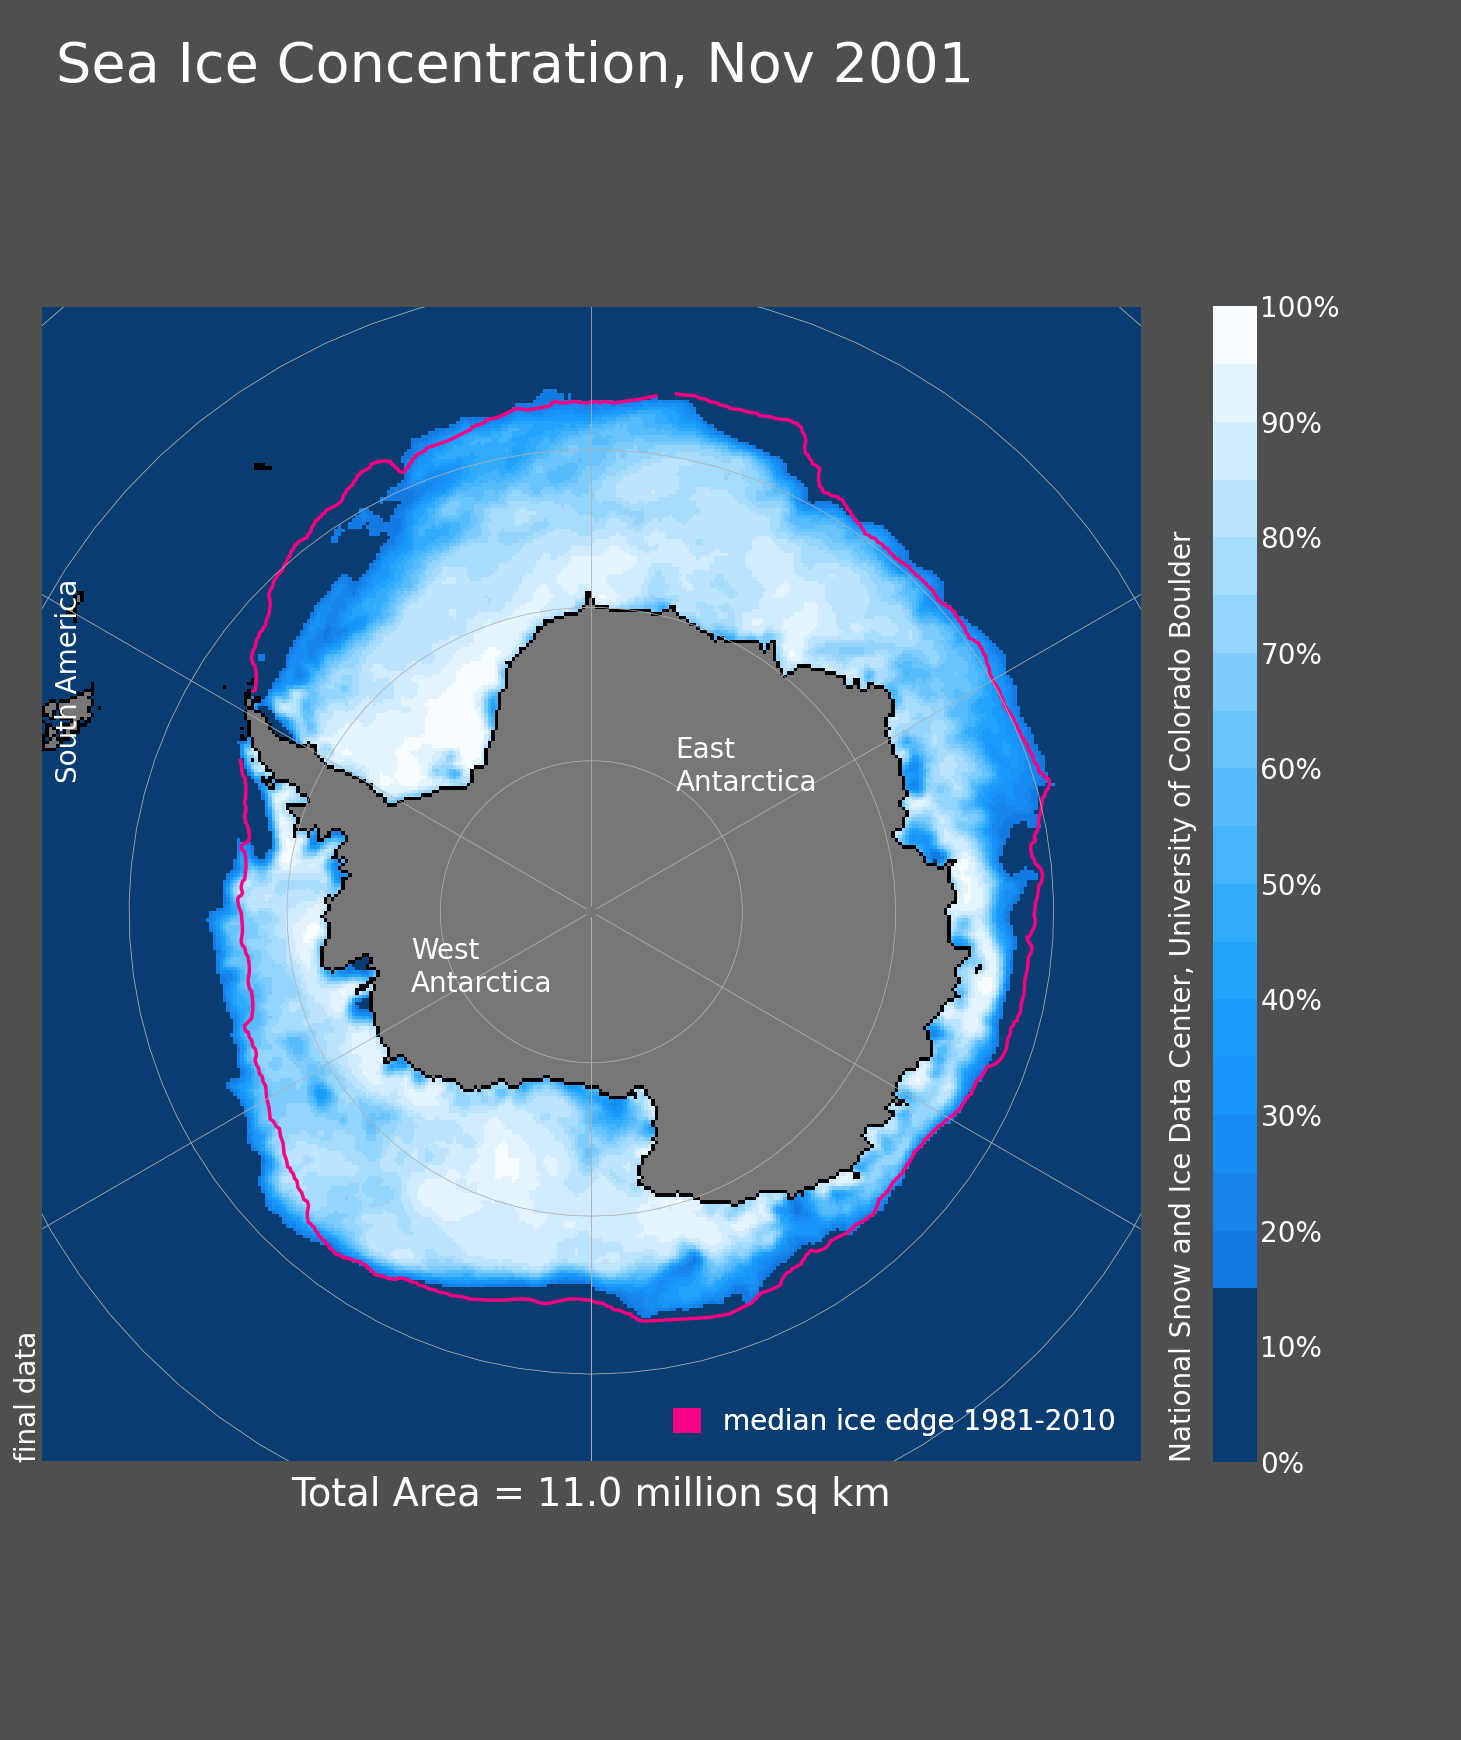 Sea Ice Concentration, Nov 2001
South America
East
Antarctica
West
Antarctica
median ice edge 1981-2010
final data
Total Area = 11.0 million sq km
National Snow and Ice Data Center, University of Colorado Boulder
100%
90%
80%
70%
60%
50%
40%
30%
20%
10%
0%